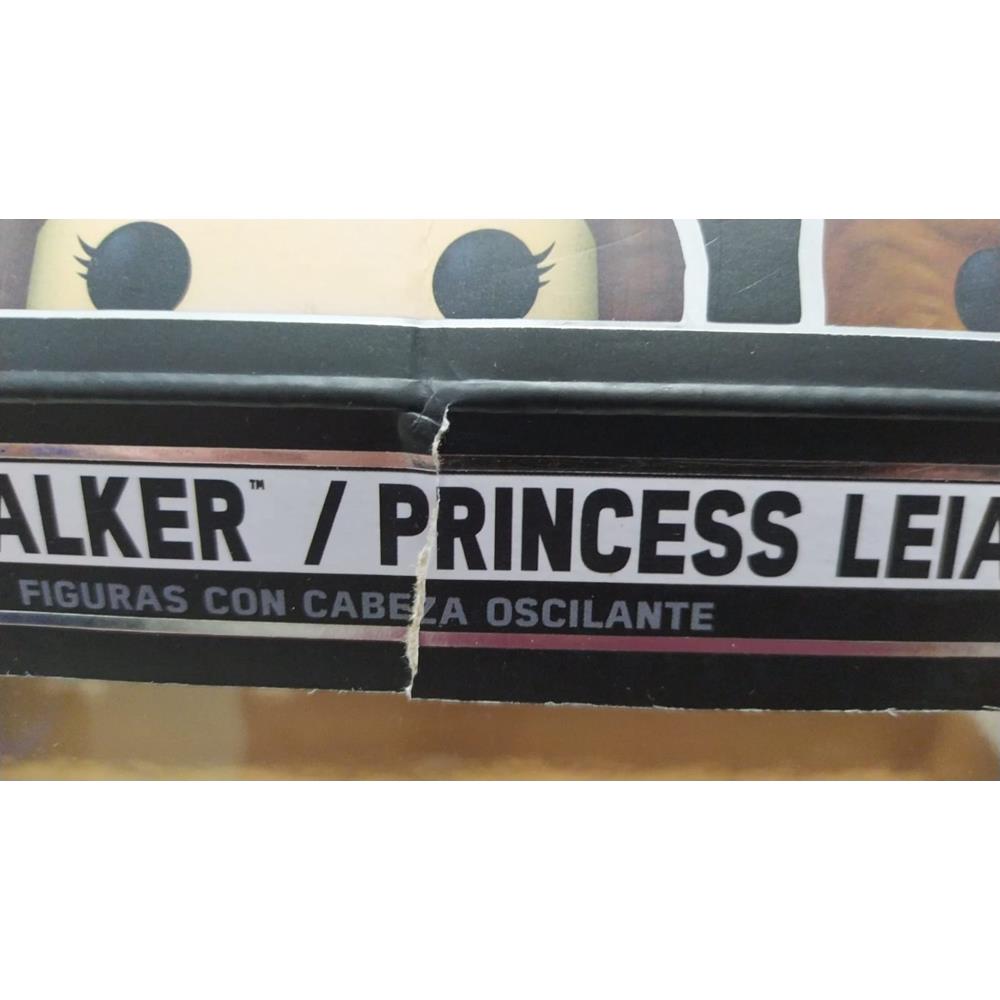 ALKER™ / PRINCESS LEIA
FIGURAS CON CABEZA OSCILANTE